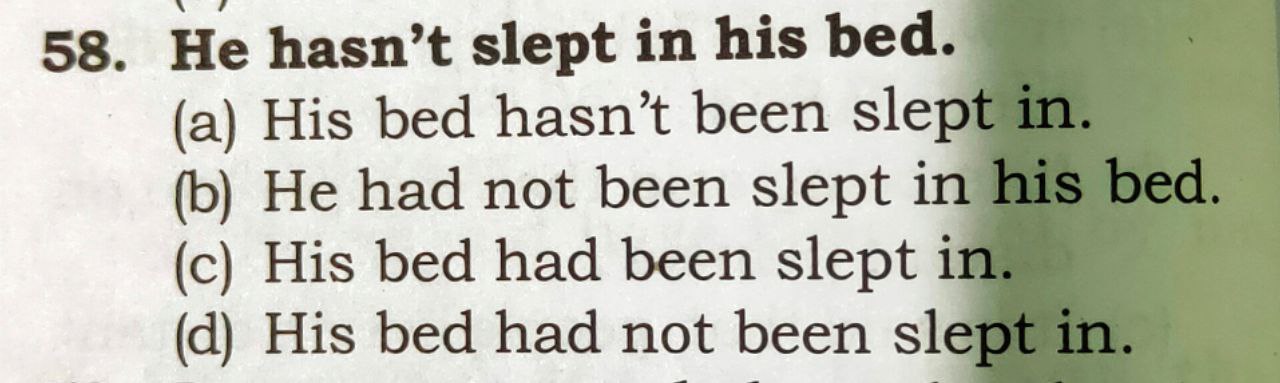 58. He hasn't slept in his bed.
(a) His bed hasn't been slept in.
(b) He had not been slept in his bed.
(c) His bed had been slept in.
(d) His bed had not been slept in.